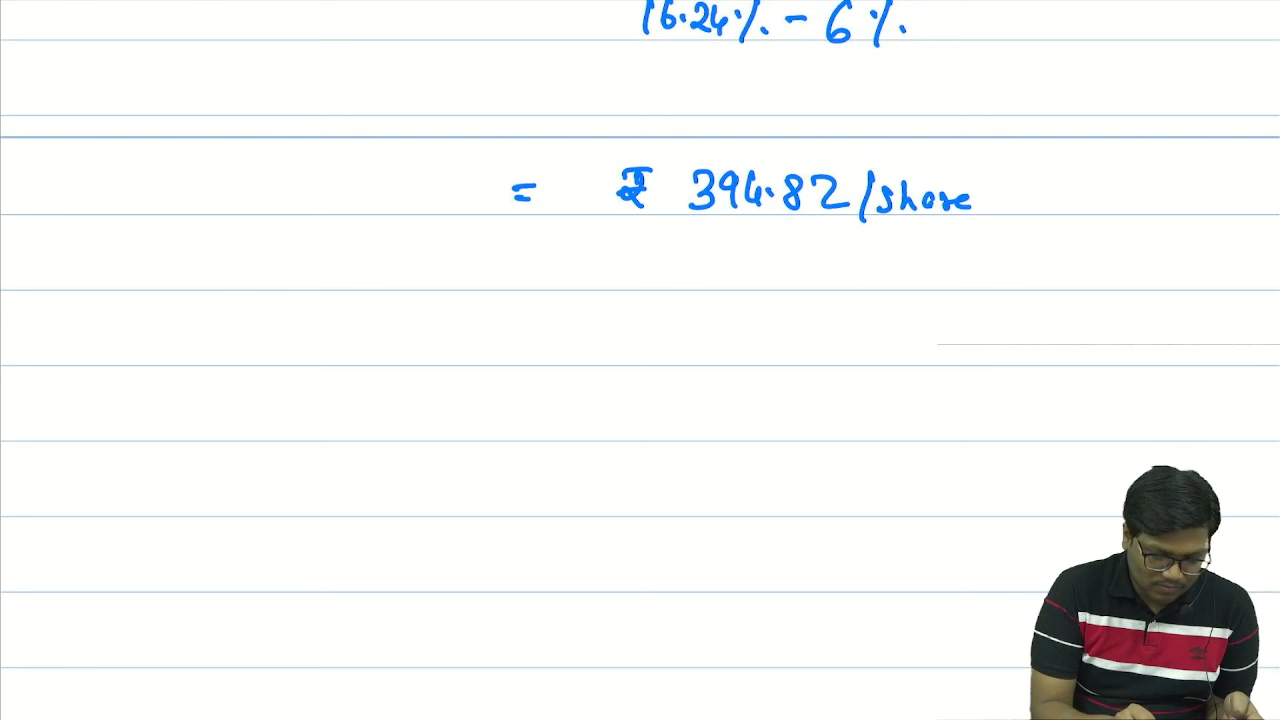 16.24% - 6%
= ₹ 394.82/share